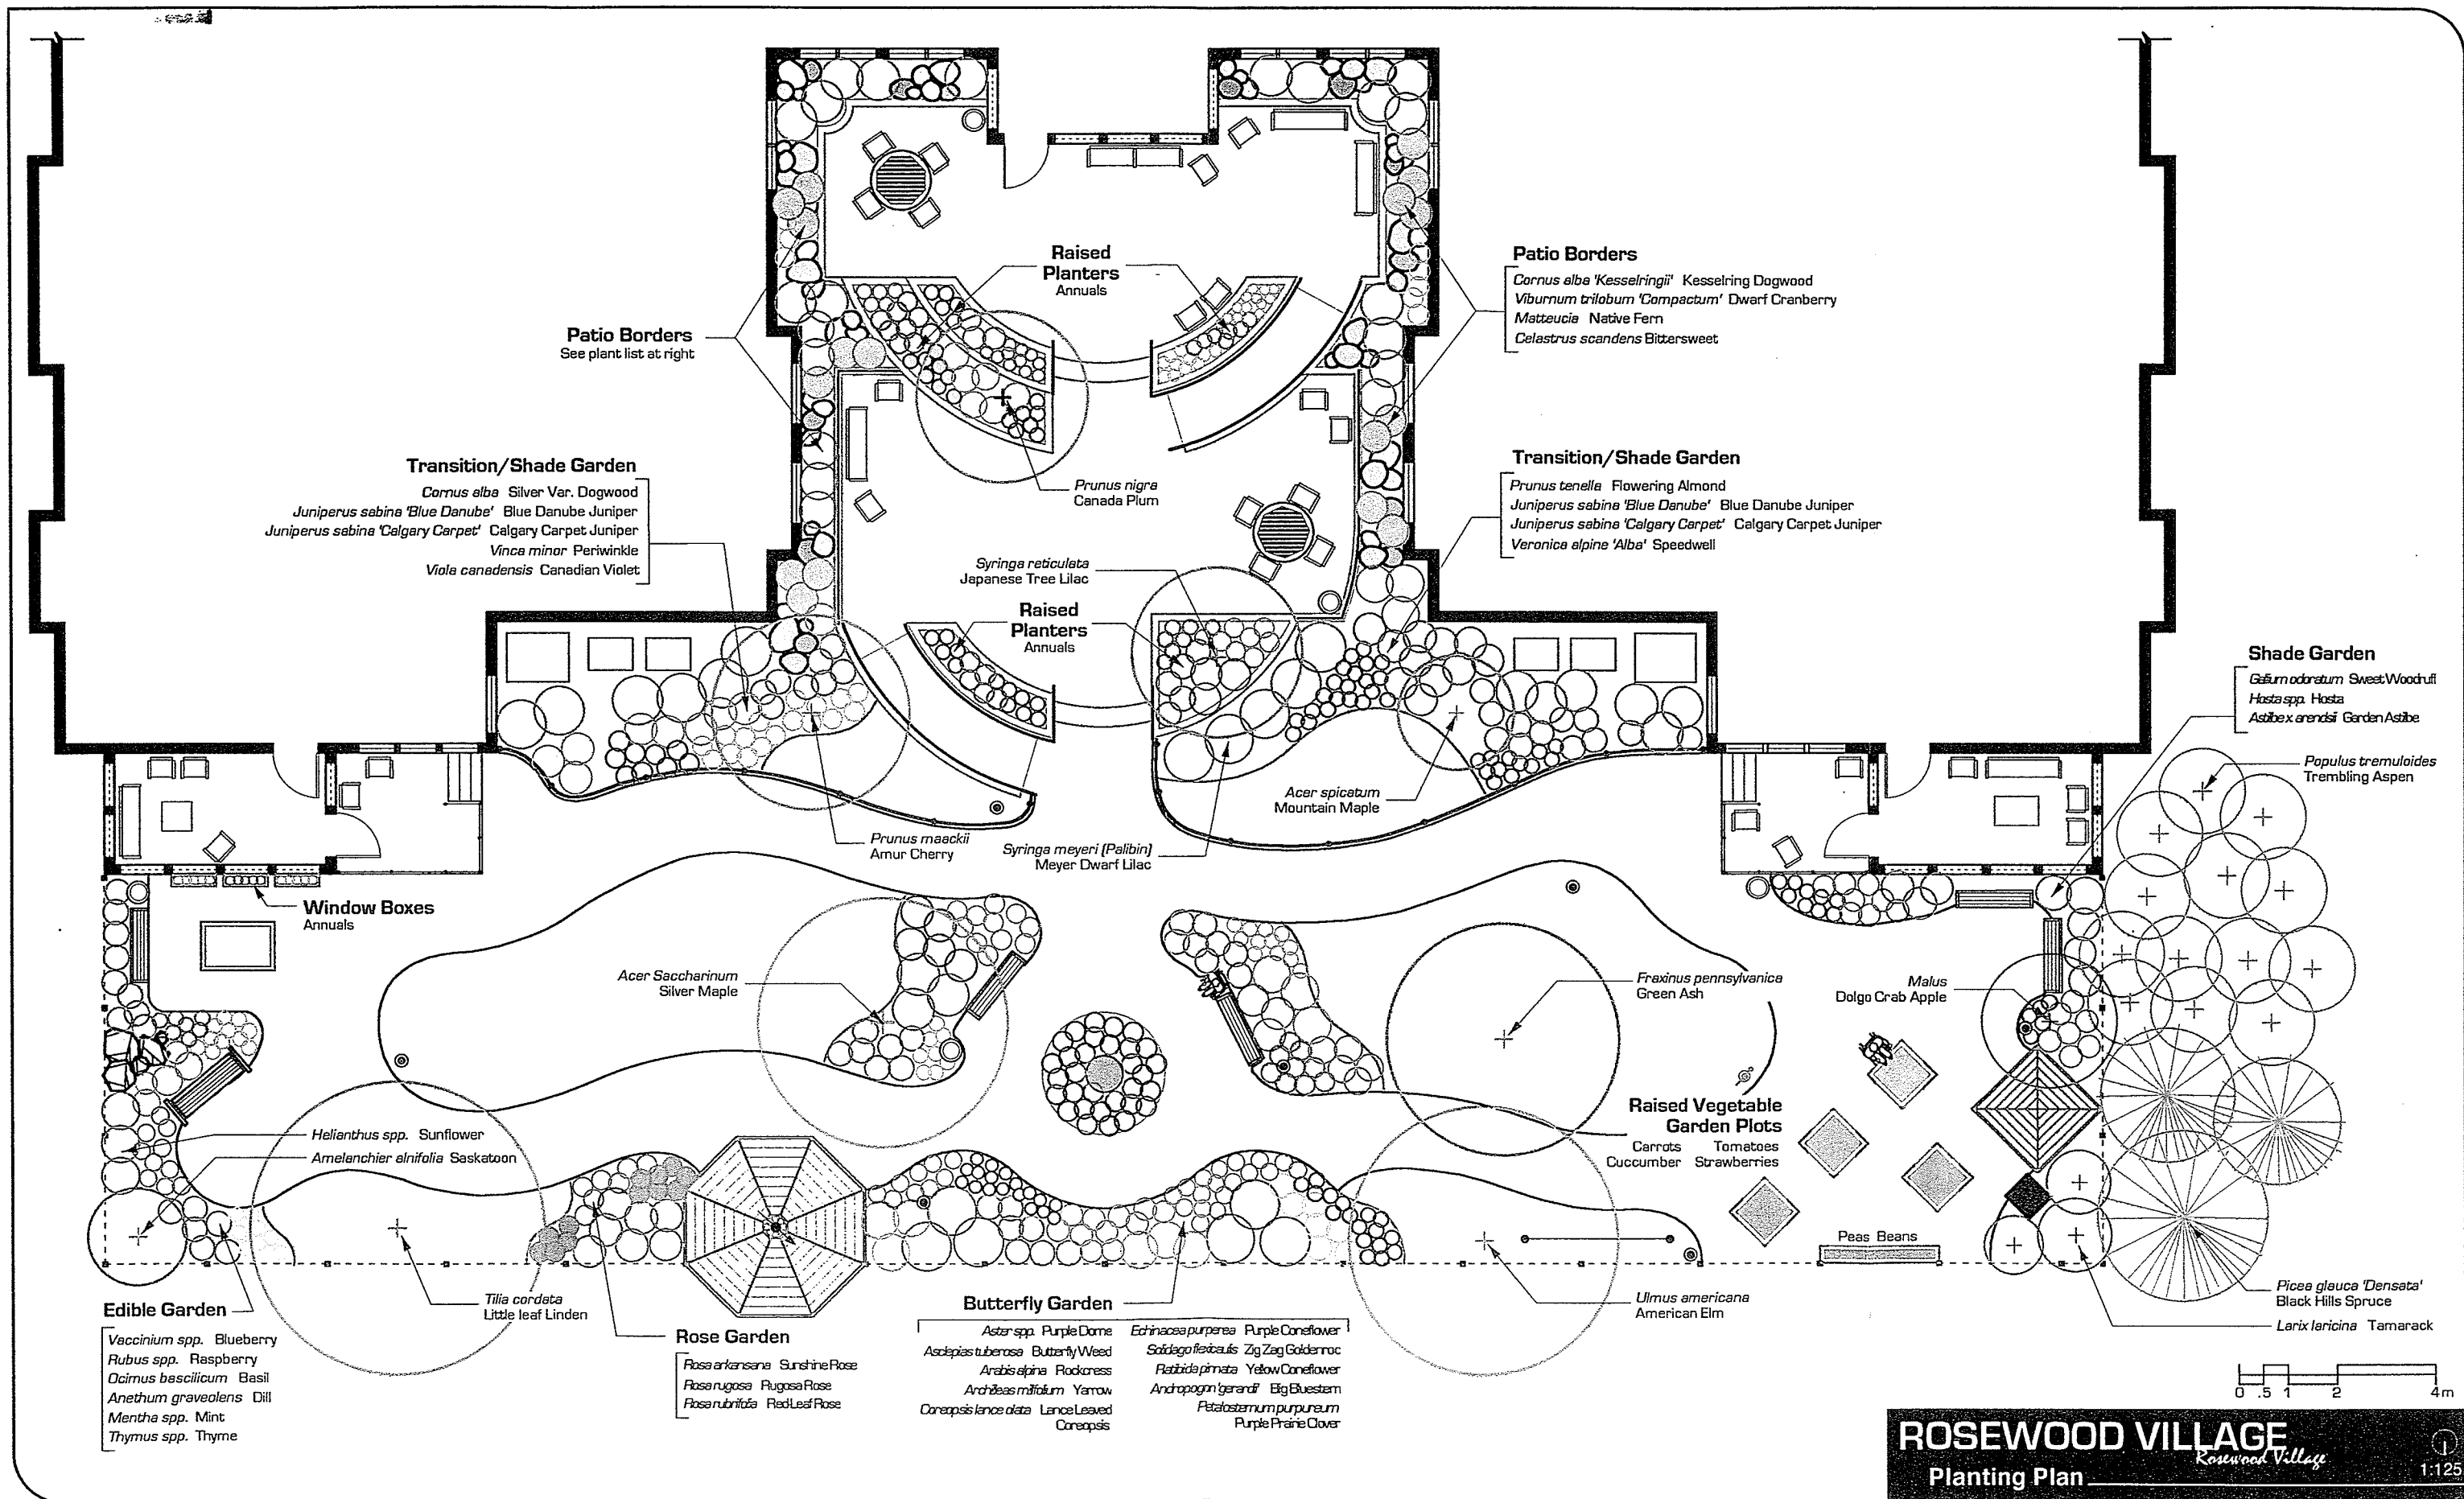 Raised
Planters
Annuals
Patio Borders
See plant list at right
Patio Borders
Cornus alba 'Kesselringii' Kesselring Dogwood
Viburnum trilobum 'Compactum' Dwarf Cranberry
Matteucia Native Fern
Celastrus scandens Bittersweet
Transition/Shade Garden
Cornus alba Silver Var. Dogwood
Juniperus sabina 'Blue Danube' Blue Danube Juniper
Juniperus sabina 'Calgary Carpet' Calgary Carpet Juniper
Vinca minor Periwinkle
Viola canadensis Canadian Violet
Prunus nigra
Canada Plum
Transition/Shade Garden
Prunus tenella Flowering Almond
Juniperus sabina 'Blue Danube' Blue Danube Juniper
Juniperus sabina 'Calgary Carpet' Calgary Carpet Juniper
Veronica alpine 'Alba' Speedwell
Syringa reticulata
Japanese Tree Lilac
Raised
Planters
Annuals
Shade Garden
Galium odoratum Sweet Woodruff
Hosta spp. Hosta
Astilbe x arendsii Garden Astilbe
Populus tremuloides
Trembling Aspen
Acer spicatum
Mountain Maple
Prunus maackii
Amur Cherry
Syringa meyeri (Palibin)
Meyer Dwarf Lilac
Window Boxes
Annuals
Acer Saccharinum
Silver Maple
Fraxinus pennsylvanica
Green Ash
Malus
Dolgo Crab Apple
Raised Vegetable
Garden Plots
Carrots Tomatoes
Cuccumber Strawberries
Helianthus spp. Sunflower
Amelanchier alnifolia Saskatoon
Peas Beans
Edible Garden
Vaccinium spp. Blueberry
Rubus spp. Raspberry
Ocimus bascilicum Basil
Anethum graveolens Dill
Mentha spp. Mint
Thymus spp. Thyme
Tilia cordata
Little leaf Linden
Rose Garden
Rosa arkansana Sunshine Rose
Rosa rugosa Rugosa Rose
Rosa rubrifolia Red Leaf Rose
Butterfly Garden
Aster spp. Purple Dome
Asclepias tuberosa Butterfly Weed
Arabis alpina Rockcress
Archileas milifolium Yarrow
Coreopsis lance data Lance Leaved
Coreopsis
Echinacea purperea Purple Coneflower
Solidago flexicaulis Zig Zag Goldenroc
Ratibida pinnata Yellow Coneflower
Andropogon 'gerardi' Big Bluestem
Petalostemum purpureum
Purple Prairie Clover
Ulmus americana
American Elm
Picea glauca 'Densata'
Black Hills Spruce
Larix laricina Tamarack
0 .5 1 2 4m
ROSEWOOD VILLAGE
Rosewood Village
Planting Plan
1:125